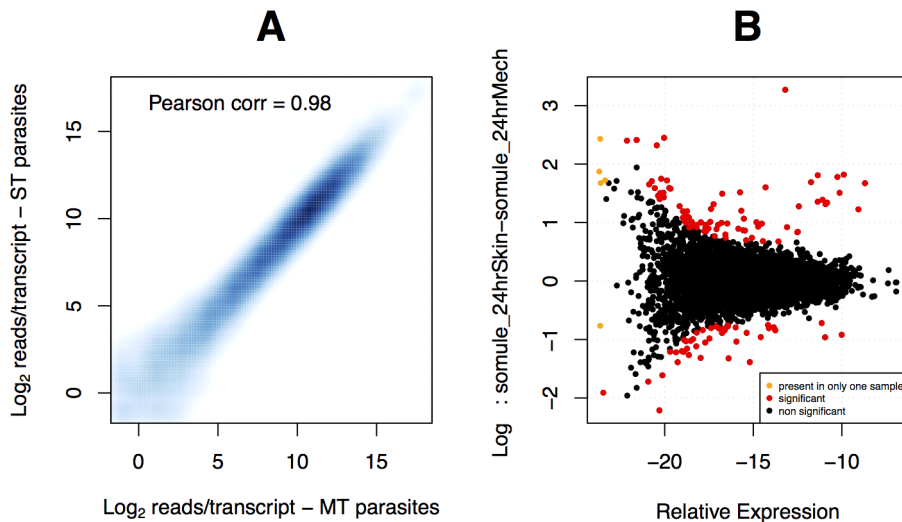 A
Pearson corr = 0.98
Log2 reads/transcript – ST parasites
15
10
5
0
0 5 10 15
Log2 reads/transcript – MT parasites
B
Log : somule_24hrSkin–somule_24hrMech
3
2
1
0
−1
−2
present in only one sample
significant
non significant
−20 −15 −10
Relative Expression